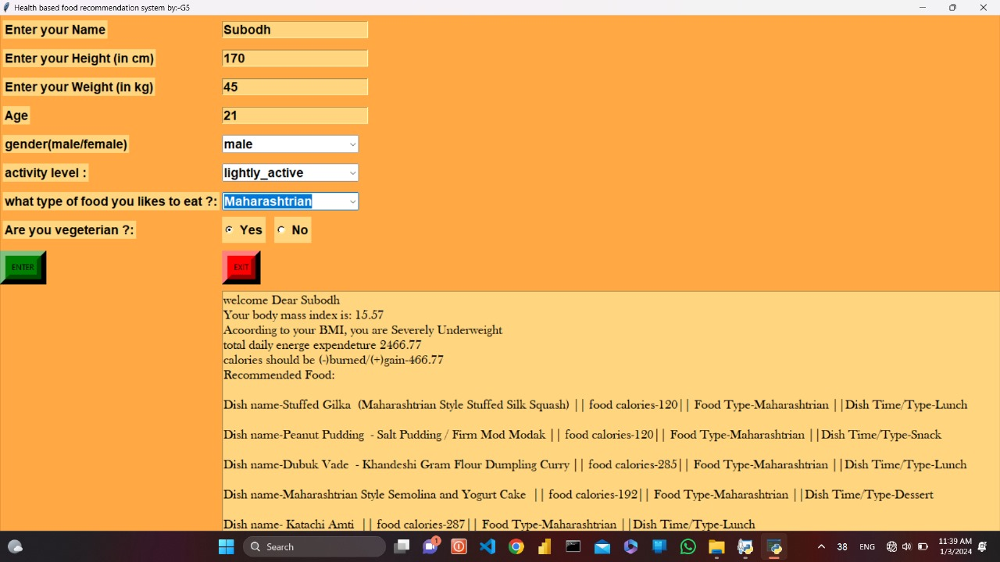 Health based food recommendation system by:-G5
Enter your Name Subodh
Enter your Height (in cm) 170
Enter your Weight (in kg) 45
Age 21
gender(male/female) male
activity level : lightly_active
what type of food you likes to eat ?: Maharashtrian
Are you vegeterian ?: Yes No
ENTER EXIT
welcome Dear Subodh
Your body mass index is: 15.57
Acoording to your BMI, you are Severely Underweight
total daily energe expendeture 2466.77
calories should be (-)burned/(+)gain-466.77
Recommended Food:
Dish name-Stuffed Gilka  (Maharashtrian Style Stuffed Silk Squash) || food calories-120|| Food Type-Maharashtrian ||Dish Time/Type-Lunch
Dish name-Peanut Pudding  - Salt Pudding / Firm Mod Modak || food calories-120|| Food Type-Maharashtrian ||Dish Time/Type-Snack
Dish name-Dubuk Vade  - Khandeshi Gram Flour Dumpling Curry || food calories-285|| Food Type-Maharashtrian ||Dish Time/Type-Lunch
Dish name-Maharashtrian Style Semolina and Yogurt Cake  || food calories-192|| Food Type-Maharashtrian ||Dish Time/Type-Dessert
Dish name- Katachi Amti  || food calories-287|| Food Type-Maharashtrian ||Dish Time/Type-Lunch
Search 1 38 ENG 11:39 AM
1/3/2024